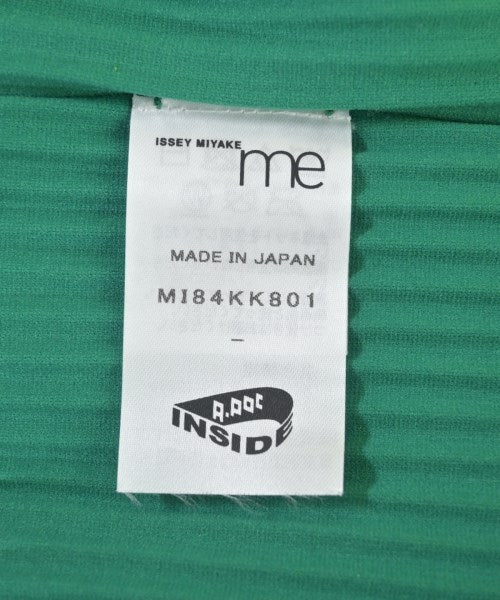 ISSEY MIYAKE me
MADE IN JAPAN
MI84KK801
-
A.POC
INSIDE